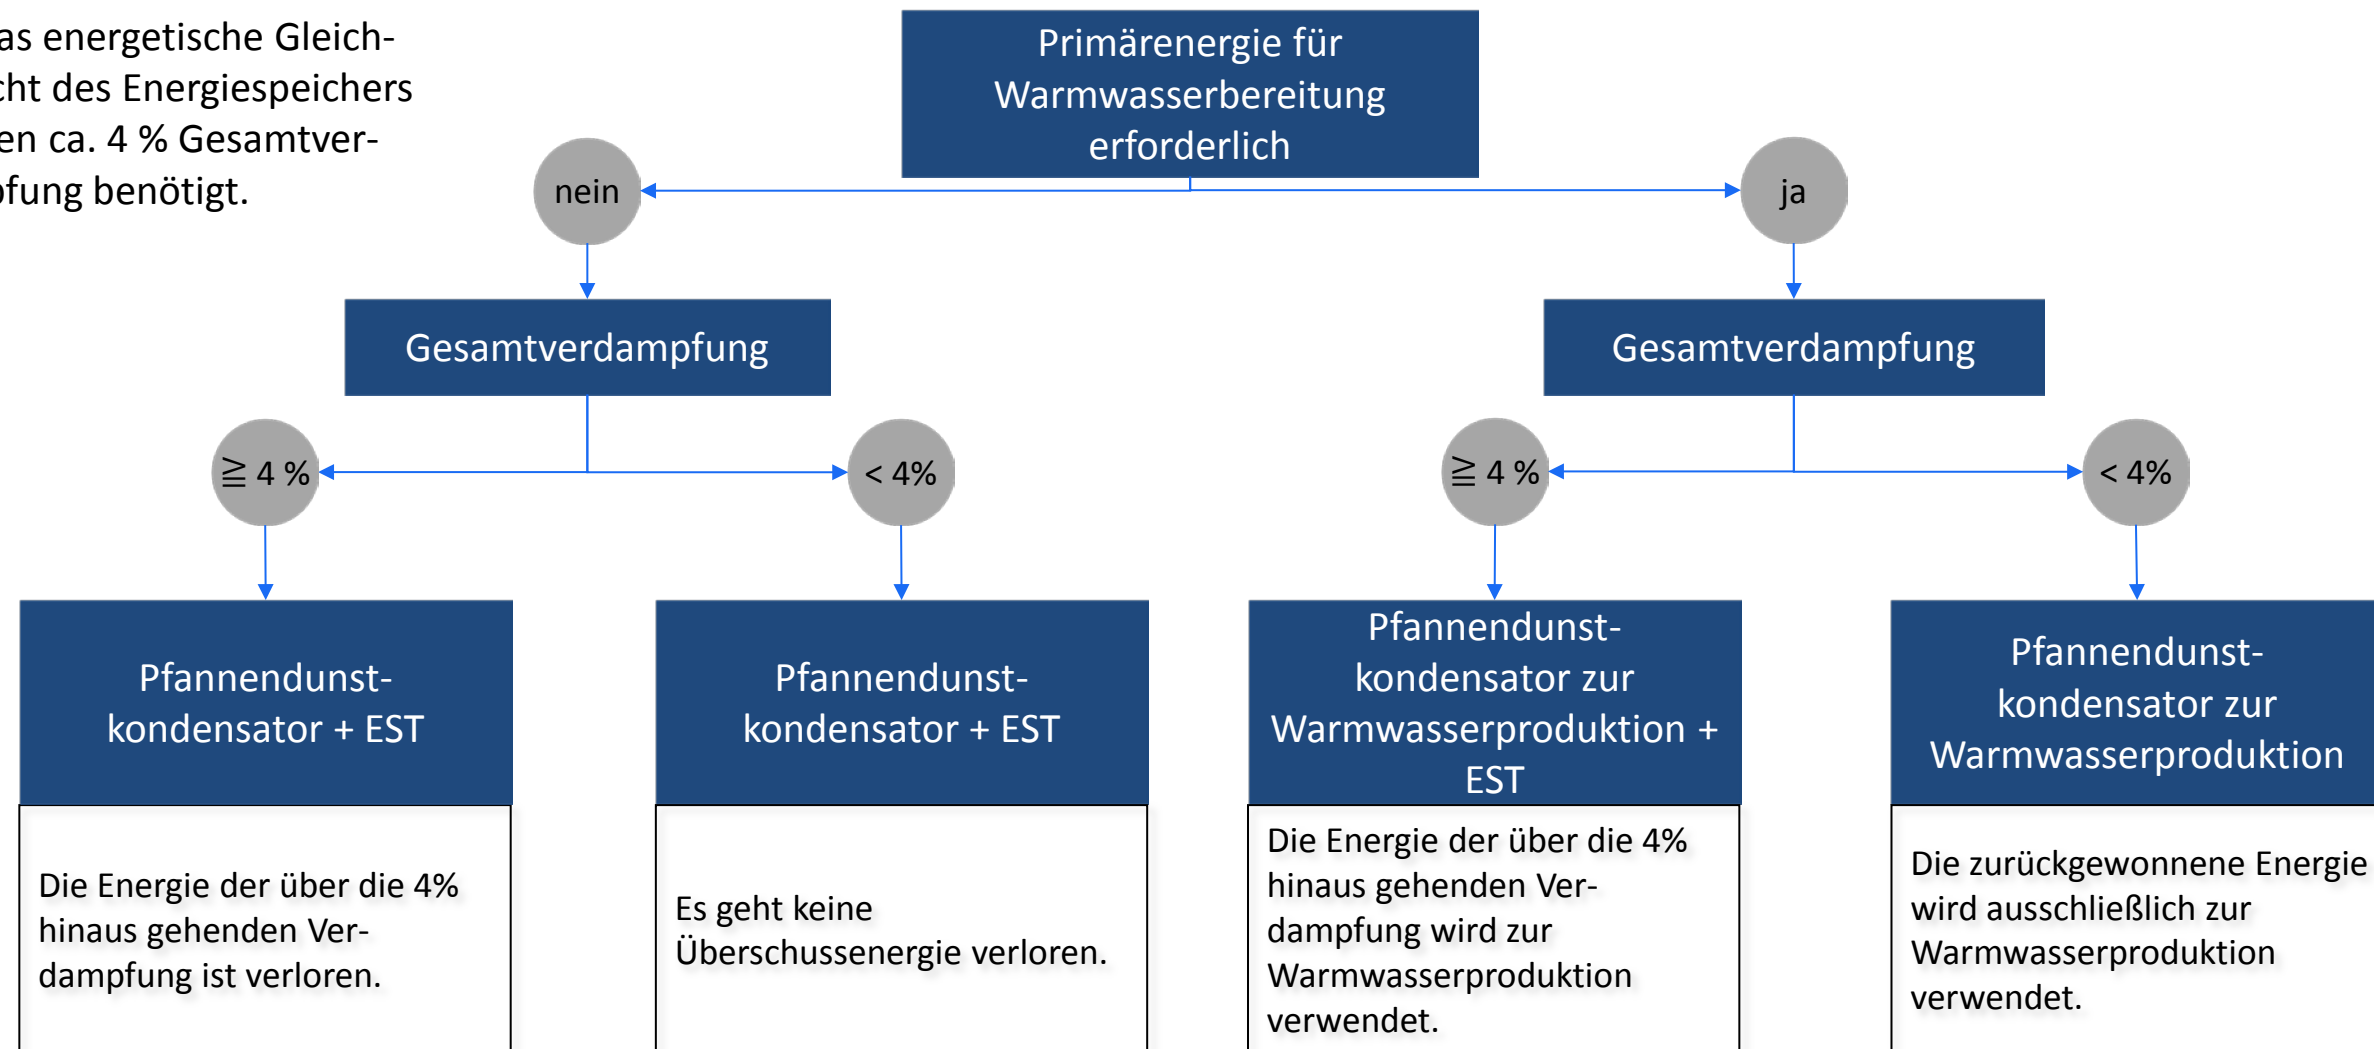 as energetische Gleich-
cht des Energiespeichers
en ca. 4 % Gesamtver-
pfung benötigt.
Primärenergie für
Warmwasserbereitung
erforderlich
nein
ja
Gesamtverdampfung
Gesamtverdampfung
≧ 4 %
< 4%
≧ 4 %
< 4%
Pfannendunst-
kondensator + EST
Pfannendunst-
kondensator + EST
Pfannendunst-
kondensator zur
Warmwasserproduktion +
EST
Pfannendunst-
kondensator zur
Warmwasserproduktion
Die Energie der über die 4%
hinaus gehenden Ver-
dampfung ist verloren.
Es geht keine
Überschussenergie verloren.
Die Energie der über die 4%
hinaus gehenden Ver-
dampfung wird zur
Warmwasserproduktion
verwendet.
Die zurückgewonnene Energie
wird ausschließlich zur
Warmwasserproduktion
verwendet.